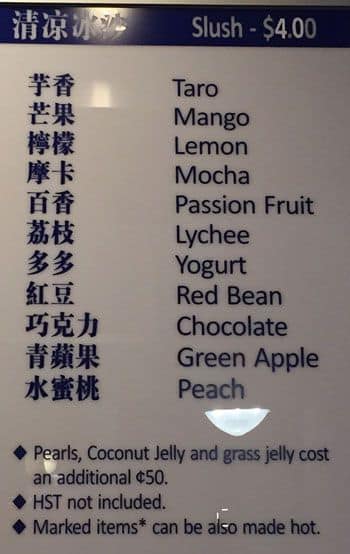 清凉冰沙 Slush - $4.00
芋香 Taro
芒果 Mango
檸檬 Lemon
摩卡 Mocha
百香 Passion Fruit
荔枝 Lychee
多多 Yogurt
紅豆 Red Bean
巧克力 Chocolate
青蘋果 Green Apple
水蜜桃 Peach
◆ Pearls, Coconut Jelly and grass jelly cost
an additional ¢50.
◆ HST not included.
◆ Marked items* can be also made hot.